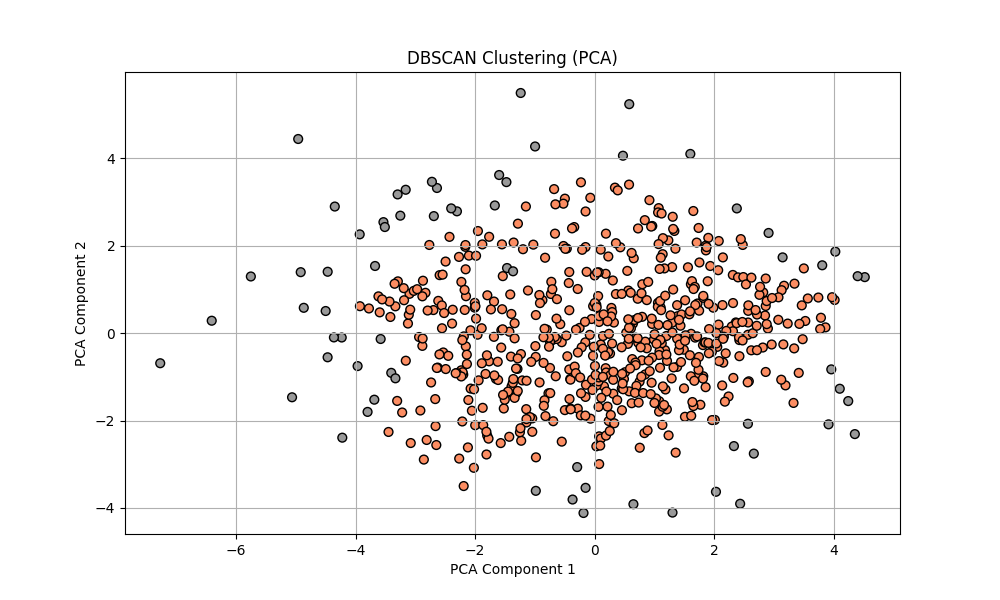 DBSCAN Clustering (PCA)
PCA Component 2
4
2
0
−2
−4
−6 −4 −2 0 2 4
PCA Component 1